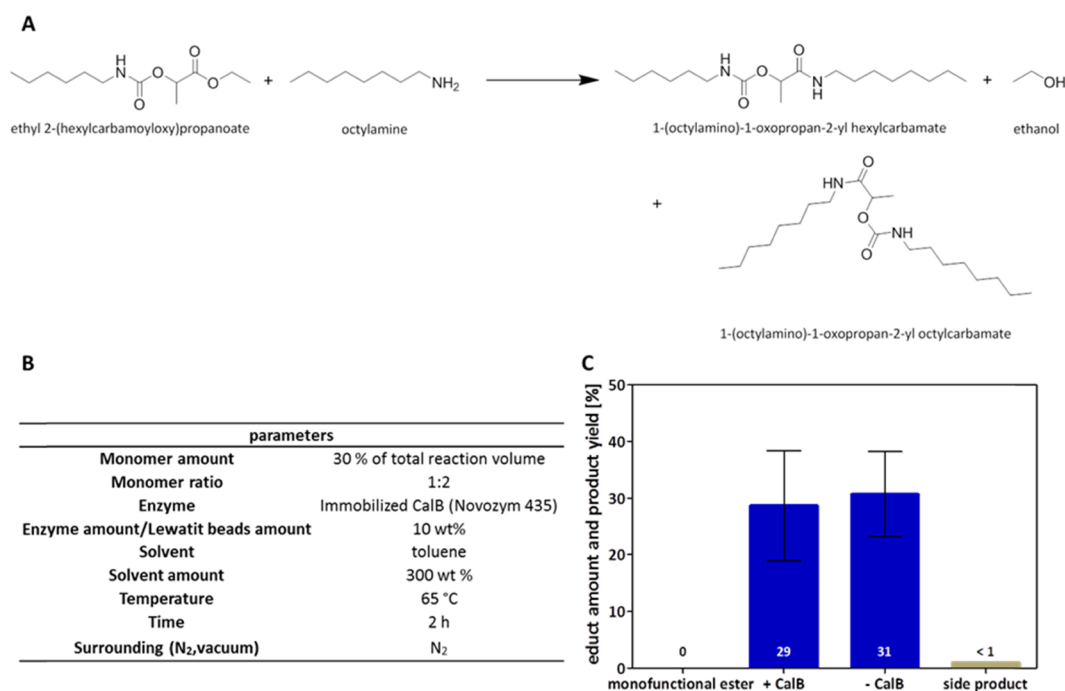 A
H
N O O
O O
+
NH₂
H
N O O
O N
H
+
OH
ethyl 2-(hexylcarbamoyloxy)propanoate
octylamine
1-(octylamino)-1-oxopropan-2-yl hexylcarbamate
ethanol
+
HN O
O
O NH
1-(octylamino)-1-oxopropan-2-yl octylcarbamate
B
parameters
Monomer amount 30 % of total reaction volume
Monomer ratio 1:2
Enzyme Immobilized CalB (Novozym 435)
Enzyme amount/Lewatit beads amount 10 wt%
Solvent toluene
Solvent amount 300 wt %
Temperature 65 °C
Time 2 h
Surrounding (N₂,vacuum) N₂
C
educt amount and product yield [%]
50
40
30
20
10
0
0 29 31 < 1
monofunctional ester + CalB - CalB side product